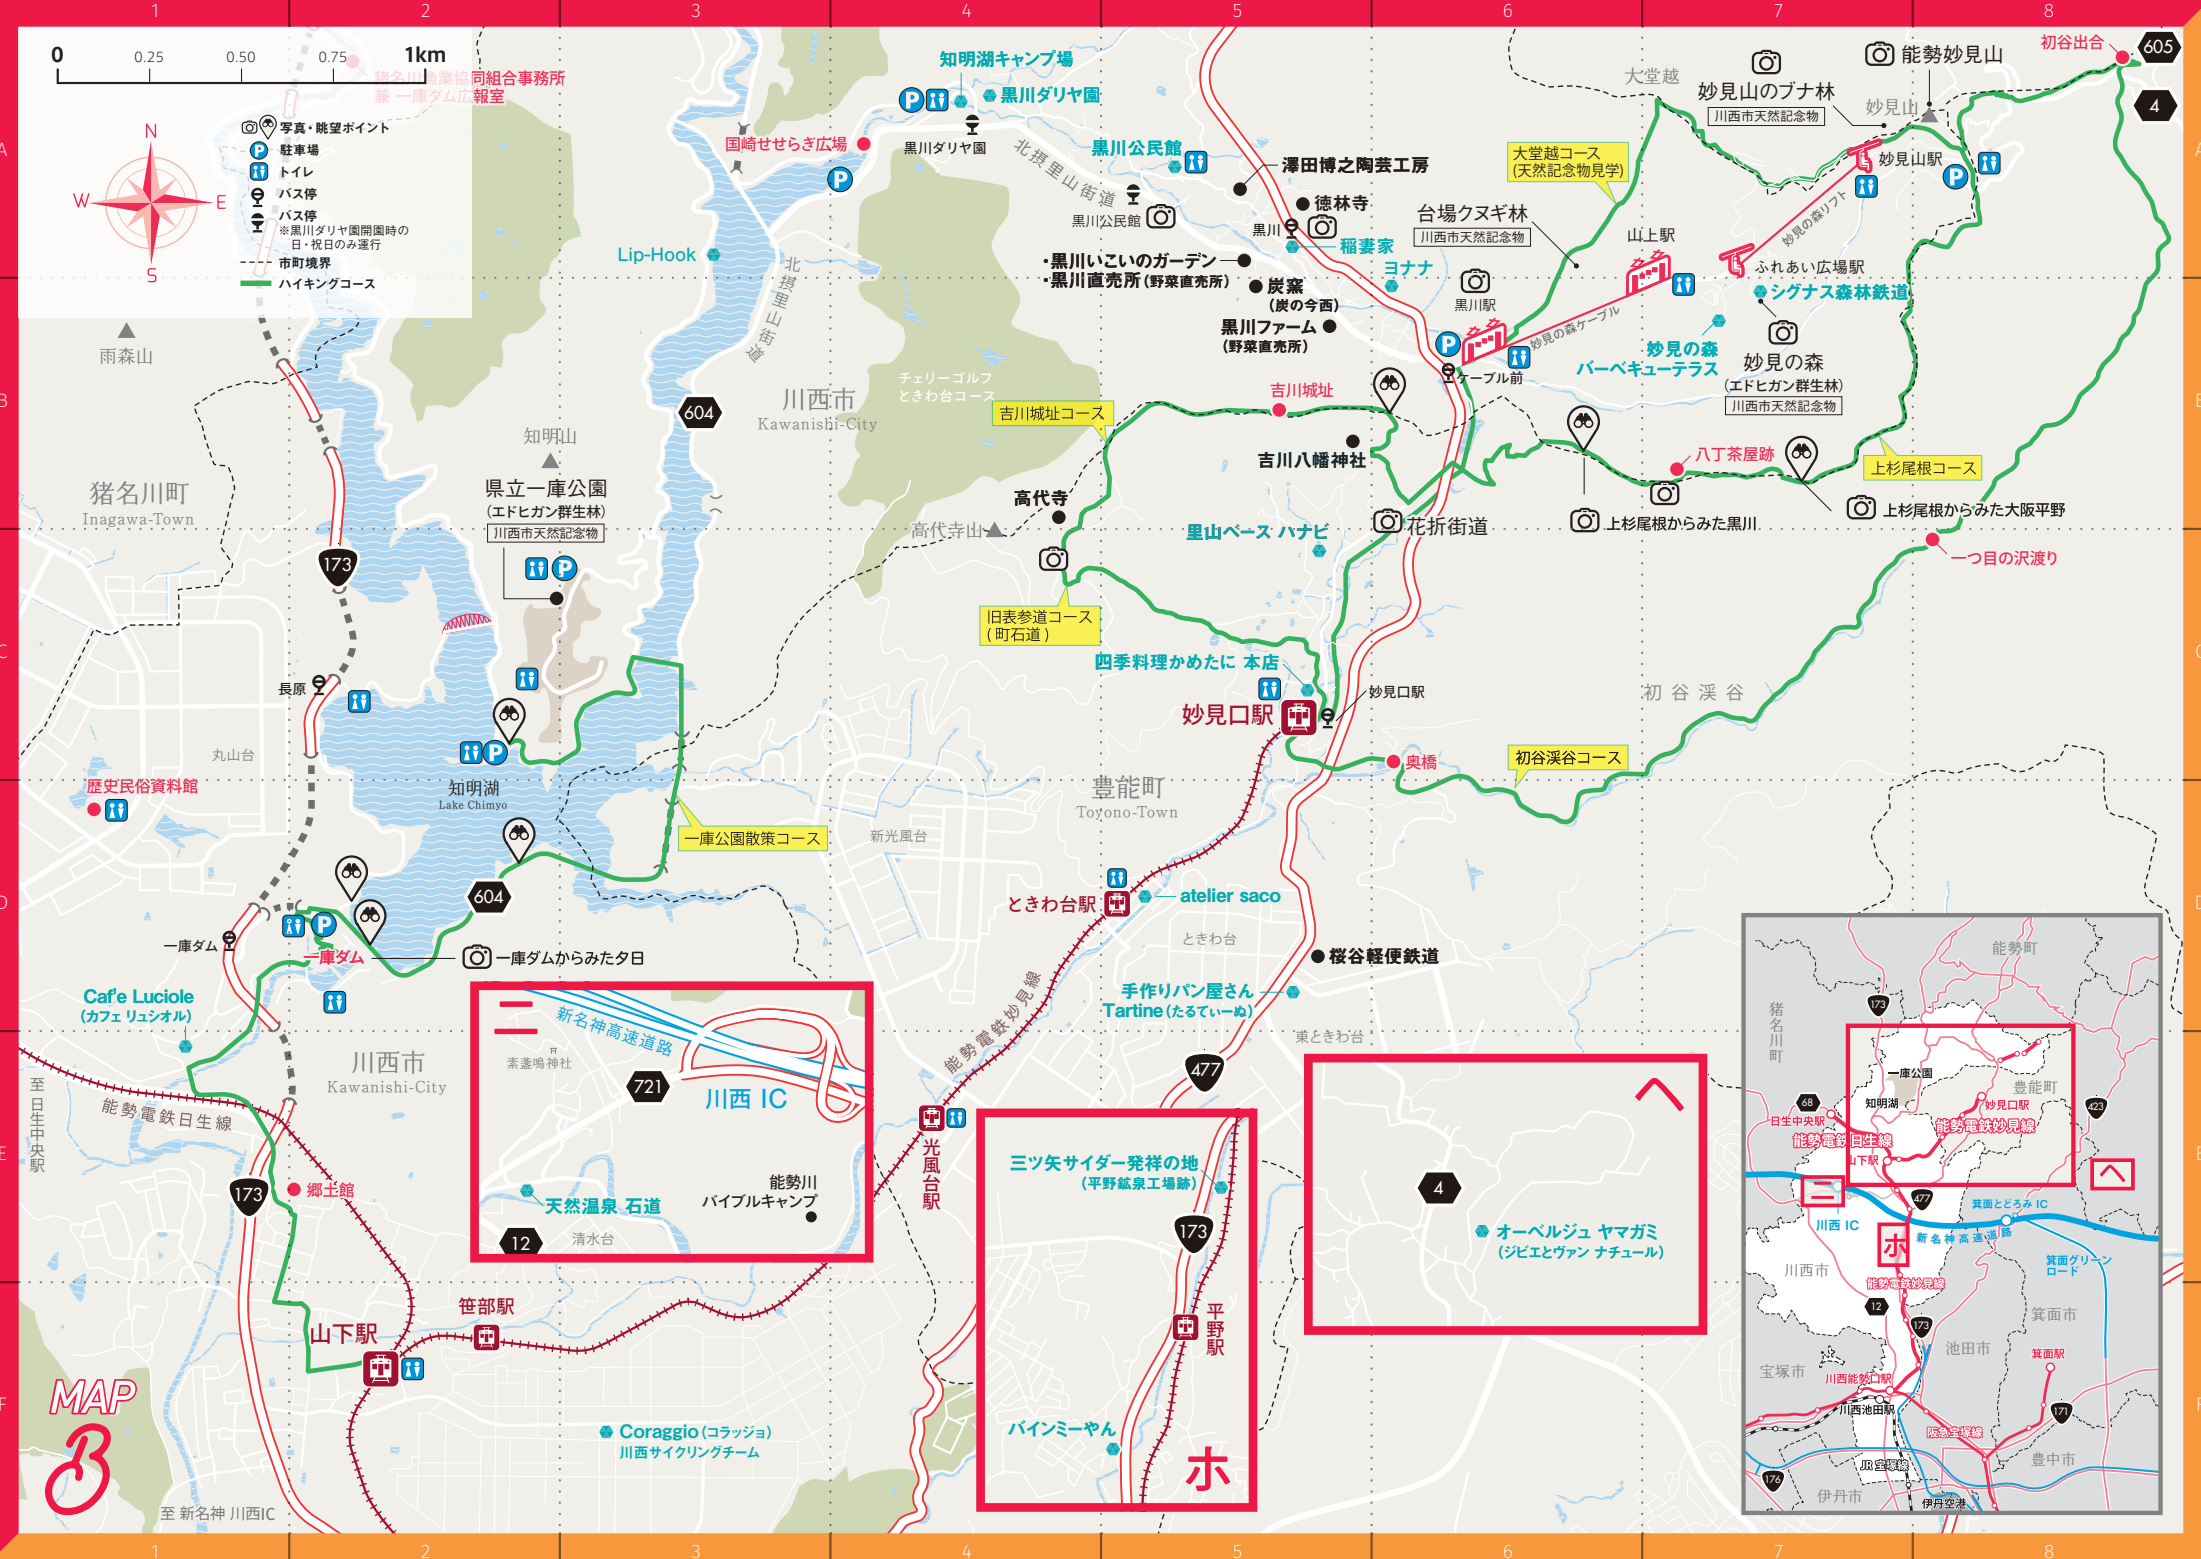 1
2
3
4
5
6
7
8
A
B
C
D
E
F
0
0.25
0.50
0.75
1km
猪名川漁業協同組合事務所
兼 一庫ダム広報室
N
W
E
S
写真・眺望ポイント
駐車場
トイレ
バス停
バス停
※黒川ダリヤ園開園時の
日・祝日のみ運行
市町境界
ハイキングコース
雨森山
猪名川町
Inagawa-Town
知明山
県立一庫公園
(エドヒガン群生林)
川西市天然記念物
173
長原
丸山台
歴史民俗資料館
知明湖
Lake Chimyo
604
一庫公園散策コース
一庫ダム
一庫ダム
一庫ダムからみた夕日
Caf'e Luciole
(カフェ リュシオル)
川西市
Kawanishi-City
至 日生中央駅
能勢電鉄日生線
173
郷土館
山下駅
笹部駅
MAP
B
至 新名神 川西IC
Coraggio(コラッジョ)
川西サイクリングチーム
Lip-Hook
国崎せせらぎ広場
北摂里山街道
604
川西市
Kawanishi-City
知明湖キャンプ場
黒川ダリヤ園
黒川ダリヤ園
北摂里山街道
黒川公民館
黒川公民館
澤田博之陶芸工房
徳林寺
黒川
稲妻家
・黒川いこいのガーデン
・黒川直売所(野菜直売所)
炭窯
(炭の今西)
黒川ファーム
(野菜直売所)
ヨナナ
チェリーゴルフ
ときわ台コース
吉川城址コース
吉川城址
吉川八幡神社
高代寺
高代寺山
里山ベース ハナビ
花折街道
旧表参道コース
(町石道)
四季料理かめたに 本店
妙見口駅
妙見口駅
奥橋
初谷渓谷コース
初谷渓谷
豊能町
Toyono-Town
新光風台
ときわ台駅
atelier saco
ときわ台
桜谷軽便鉄道
手作りパン屋さん
Tartine(たるてぃーぬ)
東ときわ台
能勢電鉄妙見線
477
光風台駅
大堂越
大堂越コース
(天然記念物見学)
台場クヌギ林
川西市天然記念物
山上駅
黒川駅
妙見の森ケーブル
ケーブル前
妙見山のブナ林
川西市天然記念物
能勢妙見山
妙見山
妙見山駅
妙見の森リフト
ふれあい広場駅
シグナス森林鉄道
妙見の森
バーベキューテラス
妙見の森
(エドヒガン群生林)
川西市天然記念物
初谷出合
605
4
八丁茶屋跡
上杉尾根コース
上杉尾根からみた黒川
上杉尾根からみた大阪平野
一つ目の沢渡り
ニ
新名神高速道路
素盞嗚神社
721
川西 IC
天然温泉 石道
能勢川
バイブルキャンプ
12
清水台
三ツ矢サイダー発祥の地
(平野鉱泉工場跡)
173
平野駅
バインミーやん
ホ
ヘ
4
オーベルジュ ヤマガミ
(ジビエとヴァン ナチュール)
能勢町
猪名川町
173
一庫公園
知明湖
豊能町
妙見口駅
68
日生中央駅
能勢電鉄日生線
能勢電鉄妙見線
山下駅
423
ヘ
ニ
477
川西 IC
箕面とどろみ IC
新名神高速道路
ホ
箕面グリーン
ロード
川西市
能勢電鉄妙見線
12
173
箕面市
池田市
箕面駅
宝塚市
川西能勢口駅
川西池田駅
171
阪急宝塚線
JR 宝塚線
豊中市
176
伊丹市
伊丹空港
1
2
3
4
5
6
7
8